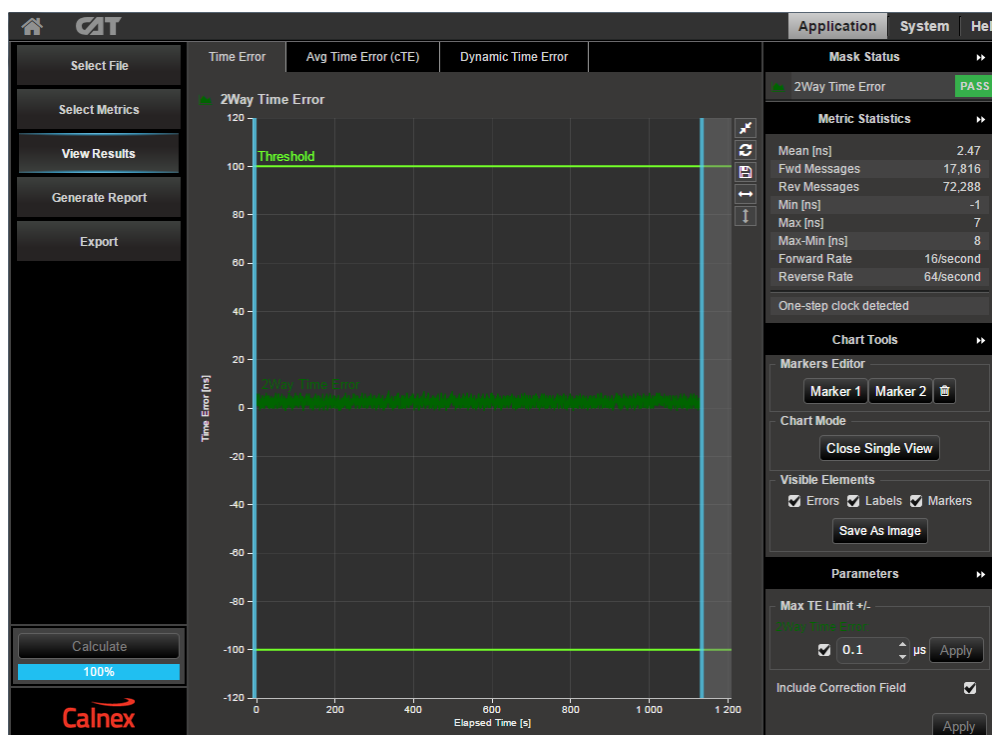 CAT
Application System Hel
Select File
Select Metrics
View Results
Generate Report
Export
Calculate
100%
Calnex
Time Error Avg Time Error (cTE) Dynamic Time Error
2Way Time Error
120
100
80
60
40
20
0
-20
-40
-60
-80
-100
-120
Time Error [ns]
Threshold
2Way Time Error
0 200 400 600 800 1 000 1 200
Elapsed Time [s]
Mask Status
2Way Time Error PASS
Metric Statistics
Mean [ns] 2.47
Fwd Messages 17,816
Rev Messages 72,288
Min [ns] -1
Max [ns] 7
Max-Min [ns] 8
Forward Rate 16/second
Reverse Rate 64/second
One-step clock detected
Chart Tools
Markers Editor
Marker 1 Marker 2
Chart Mode
Close Single View
Visible Elements
Errors Labels Markers
Save As Image
Parameters
Max TE Limit +/-
2Way Time Error
0.1 µs Apply
Include Correction Field
Apply